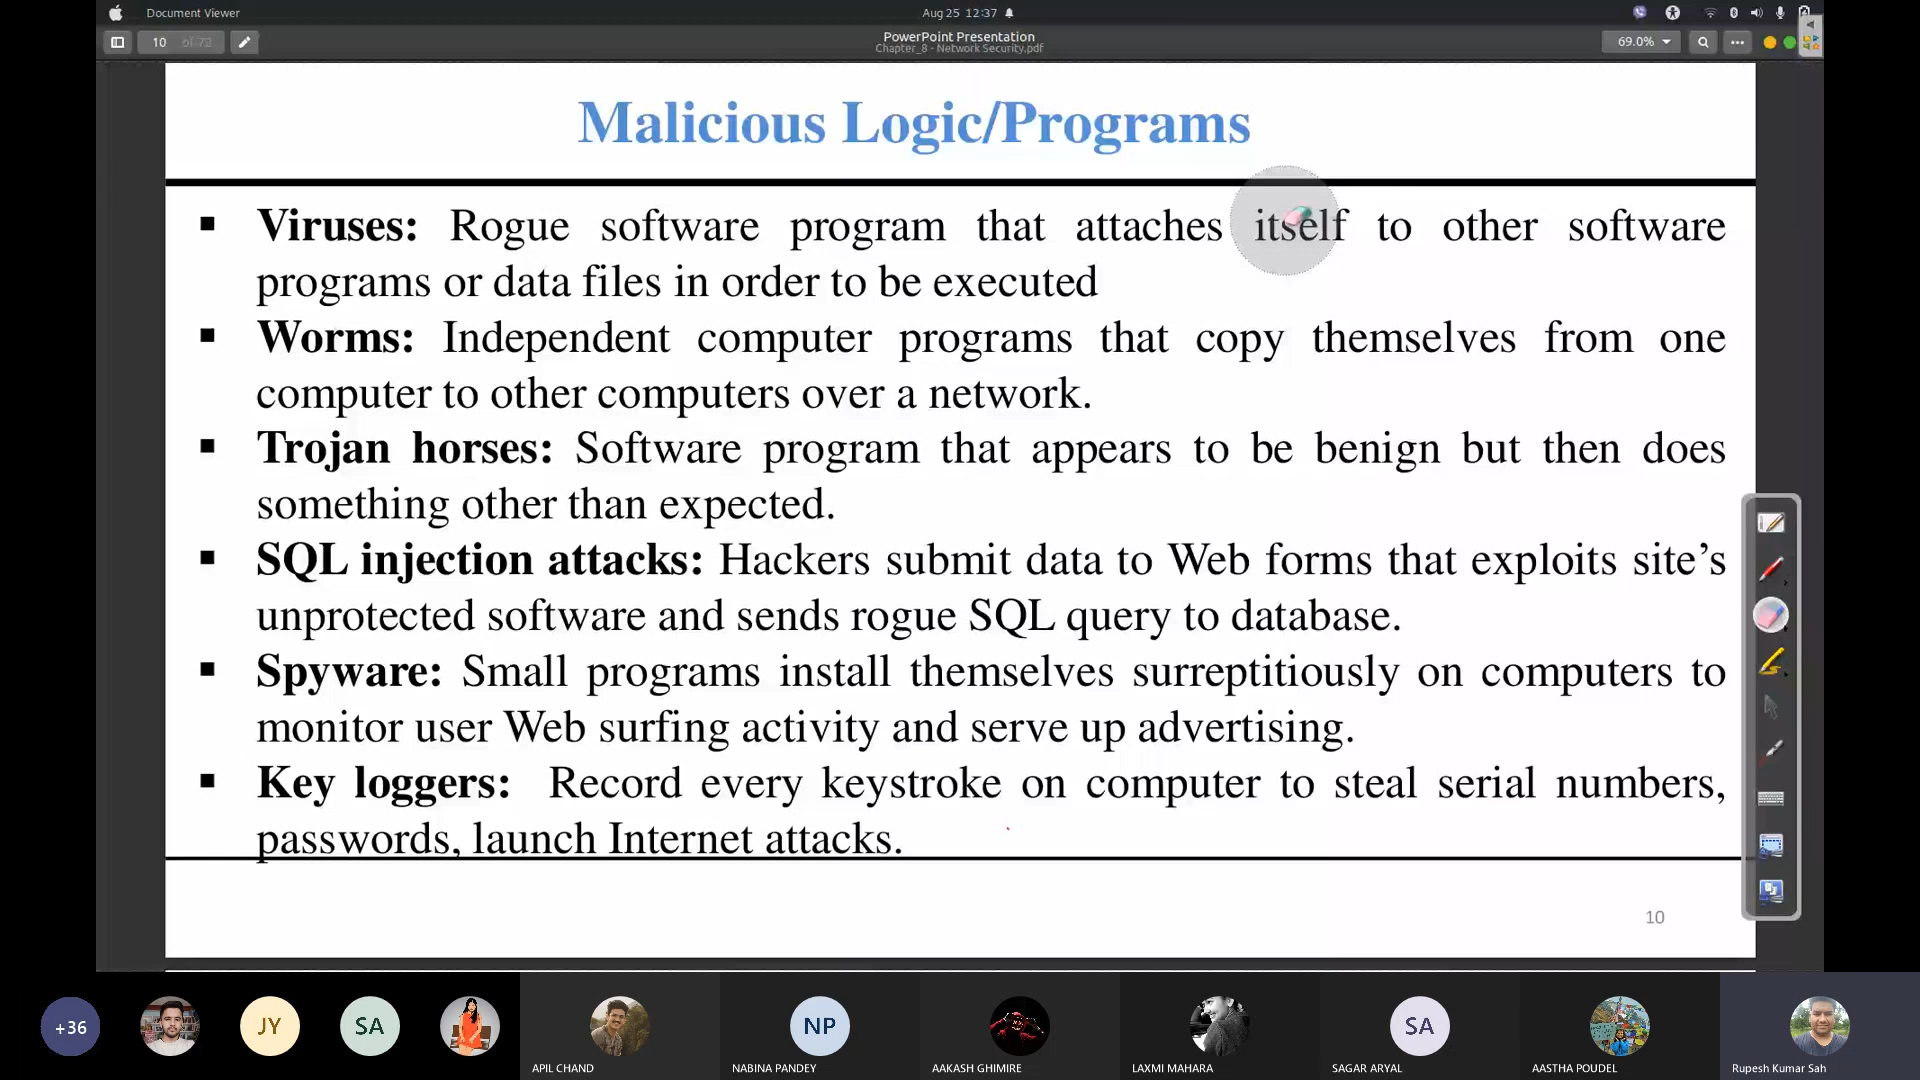 Document Viewer
Aug 25 12:37
10 of 72
PowerPoint Presentation
Chapter_8 - Network Security.pdf
69.0%
Malicious Logic/Programs
▪ Viruses: Rogue software program that attaches itself to other software
programs or data files in order to be executed
▪ Worms: Independent computer programs that copy themselves from one
computer to other computers over a network.
▪ Trojan horses: Software program that appears to be benign but then does
something other than expected.
▪ SQL injection attacks: Hackers submit data to Web forms that exploits site’s
unprotected software and sends rogue SQL query to database.
▪ Spyware: Small programs install themselves surreptitiously on computers to
monitor user Web surfing activity and serve up advertising.
▪ Key loggers: Record every keystroke on computer to steal serial numbers,
passwords, launch Internet attacks.
10
+36
JY
SA
NP
SA
APIL CHAND
NABINA PANDEY
AAKASH GHIMIRE
LAXMI MAHARA
SAGAR ARYAL
AASTHA POUDEL
Rupesh Kumar Sah